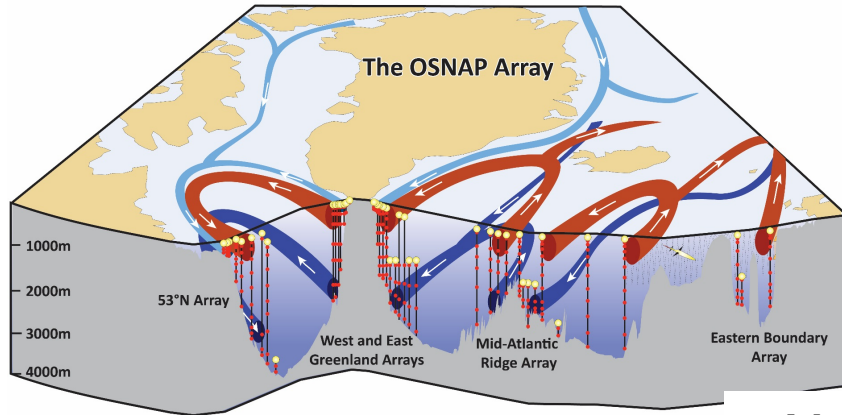 The OSNAP Array
1000m
2000m
3000m
4000m
53°N Array
West and East
Greenland Arrays
Mid-Atlantic
Ridge Array
Eastern Boundary
Array